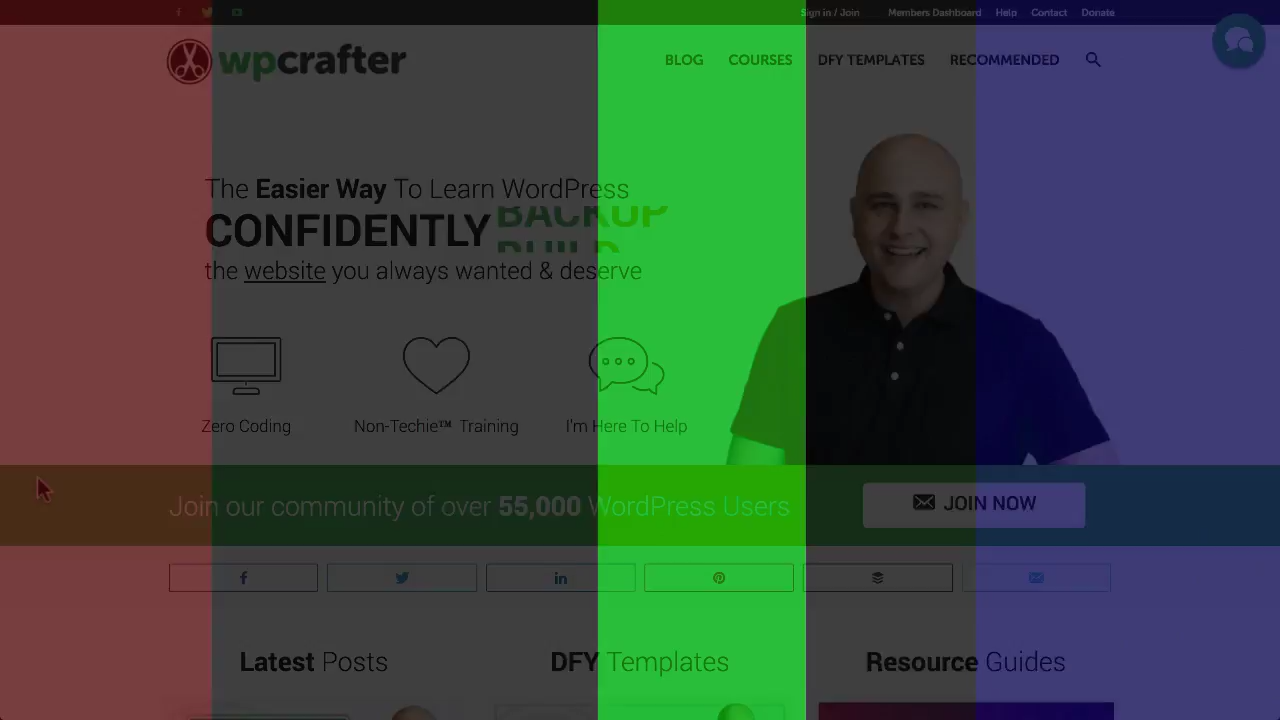 Sign in / Join Members Dashboard Help Contact Donate
wpcrafter
BLOG COURSES DFY TEMPLATES RECOMMENDED
The Easier Way To Learn WordPress
CONFIDENTLY BACKUP
BUILD
the website you always wanted & deserve
Zero Coding Non-Techie™ Training I'm Here To Help
Join our community of over 55,000 WordPress Users
JOIN NOW
Latest Posts DFY Templates Resource Guides